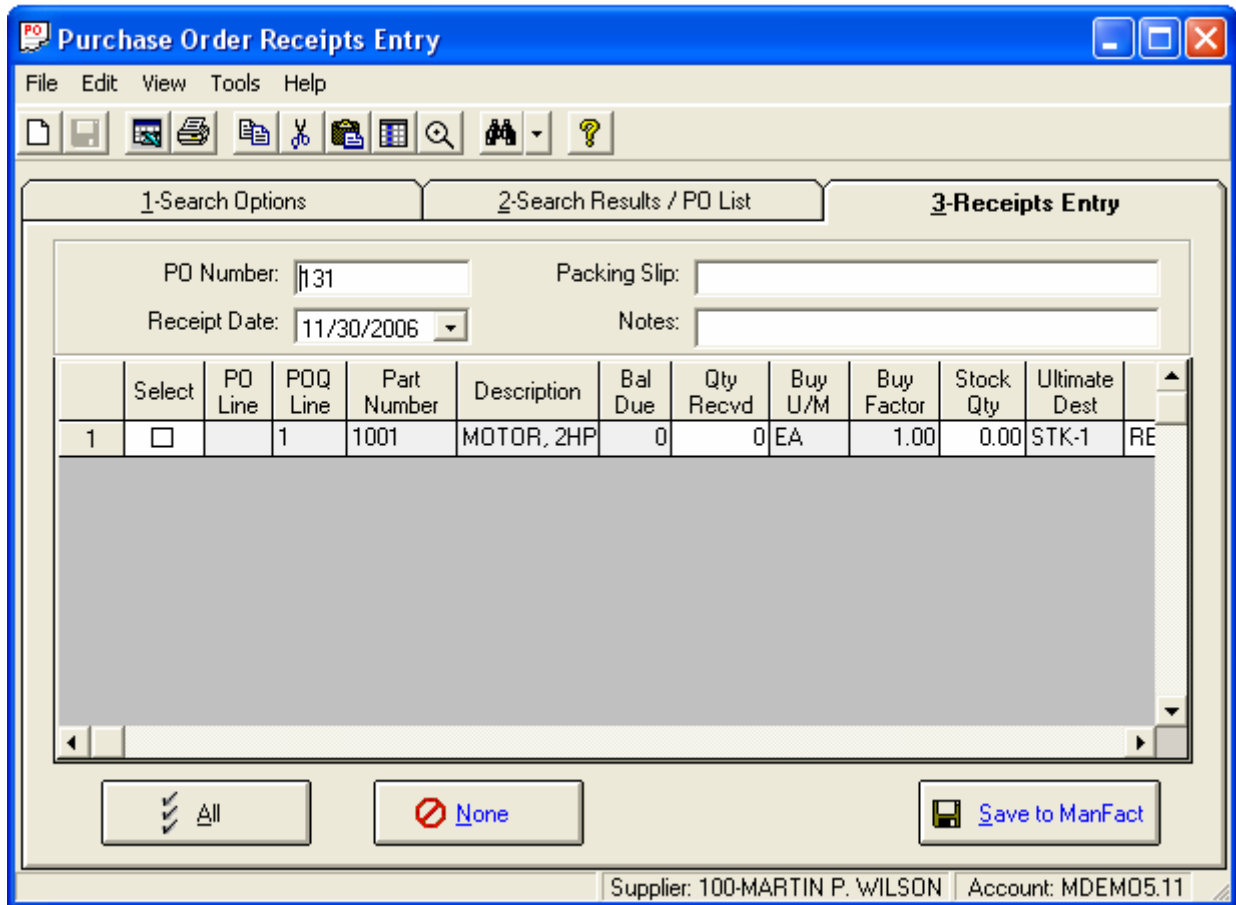 PO Purchase Order Receipts Entry
File Edit View Tools Help
1-Search Options 2-Search Results / PO List 3-Receipts Entry
PO Number: 131 Packing Slip:
Receipt Date: 11/30/2006 Notes:
Select PO Line POQ Line Part Number Description Bal Due Qty Recvd Buy U/M Buy Factor Stock Qty Ultimate Dest
1 1 1001 MOTOR, 2HP 0 0 EA 1.00 0.00 STK-1 RE
All None Save to ManFact
Supplier: 100-MARTIN P. WILSON Account: MDEMO5.11